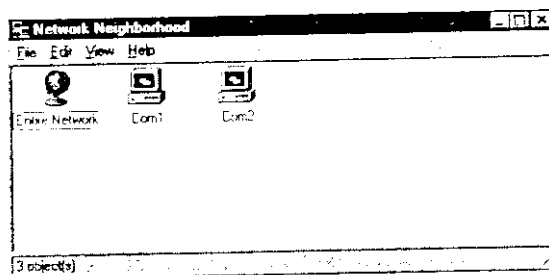 Network Neighborhood
File Edit View Help
Entire Network Com1 Com2
3 object(s)